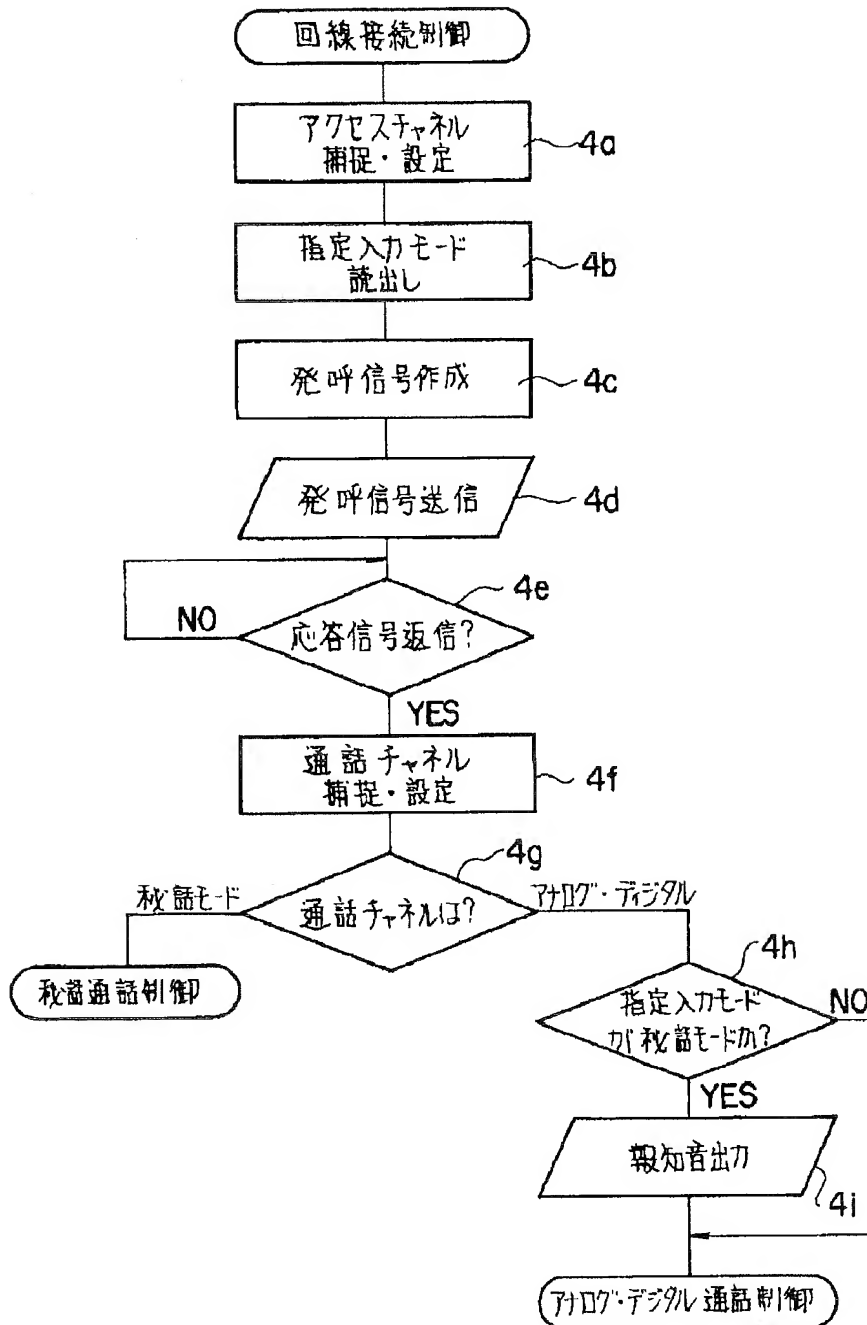 回線接続制御
アクセスチャネル
捕捉・設定
4a
指定入力モード
読出し
4b
発呼信号作成
4c
発呼信号送信
4d
4e
NO
応答信号返信?
YES
通話チャネル
捕捉・設定
4f
4g
秘話モード
通話チャネルは?
アナログ・ディジタル
秘話通話制御
4h
指定入力モード
が秘話モードか?
NO
YES
報知音出力
4i
アナログ・デジタル通話制御